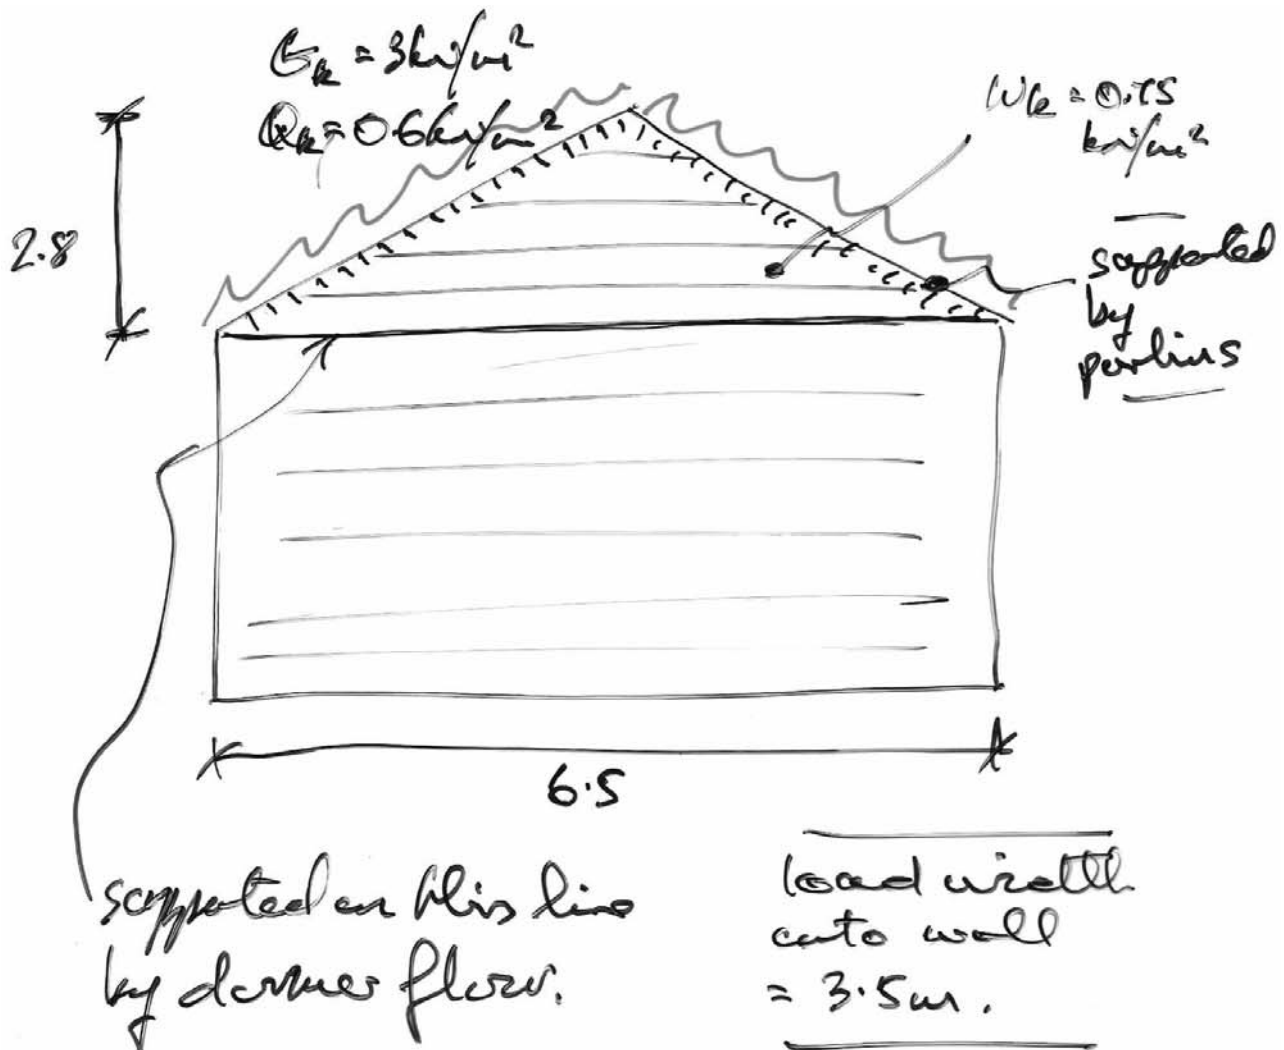 Gk = 3kN/m²
Qk = 0.6kN/m²
Wk = 0.75
kN/m²
2.8
supported
by
purlins
6.5
supported on this line
by dormer floor.
load width
onto wall
= 3.5m.